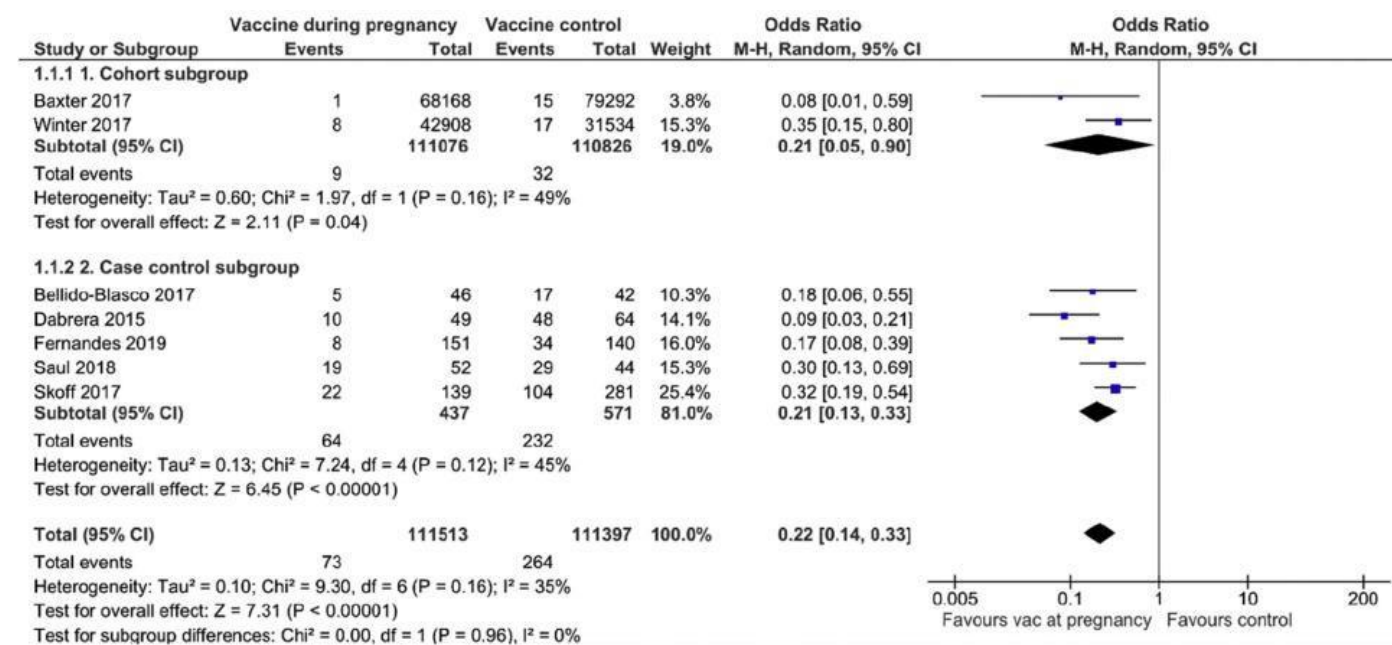 Vaccine during pregnancy Vaccine control Odds Ratio Odds Ratio
Study or Subgroup Events Total Events Total Weight M-H, Random, 95% CI M-H, Random, 95% CI
1.1.1 1. Cohort subgroup
Baxter 2017 1 68168 15 79292 3.8% 0.08 [0.01, 0.59]
Winter 2017 8 42908 17 31534 15.3% 0.35 [0.15, 0.80]
Subtotal (95% CI) 111076 110826 19.0% 0.21 [0.05, 0.90]
Total events 9 32
Heterogeneity: Tau² = 0.60; Chi² = 1.97, df = 1 (P = 0.16); I² = 49%
Test for overall effect: Z = 2.11 (P = 0.04)
1.1.2 2. Case control subgroup
Bellido-Blasco 2017 5 46 17 42 10.3% 0.18 [0.06, 0.55]
Dabrera 2015 10 49 48 64 14.1% 0.09 [0.03, 0.21]
Fernandes 2019 8 151 34 140 16.0% 0.17 [0.08, 0.39]
Saul 2018 19 52 29 44 15.3% 0.30 [0.13, 0.69]
Skoff 2017 22 139 104 281 25.4% 0.32 [0.19, 0.54]
Subtotal (95% CI) 437 571 81.0% 0.21 [0.13, 0.33]
Total events 64 232
Heterogeneity: Tau² = 0.13; Chi² = 7.24, df = 4 (P = 0.12); I² = 45%
Test for overall effect: Z = 6.45 (P < 0.00001)
Total (95% CI) 111513 111397 100.0% 0.22 [0.14, 0.33]
Total events 73 264
Heterogeneity: Tau² = 0.10; Chi² = 9.30, df = 6 (P = 0.16); I² = 35%
Test for overall effect: Z = 7.31 (P < 0.00001)
Test for subgroup differences: Chi² = 0.00, df = 1 (P = 0.96), I² = 0%
0.005 0.1 1 10 200
Favours vac at pregnancy Favours control